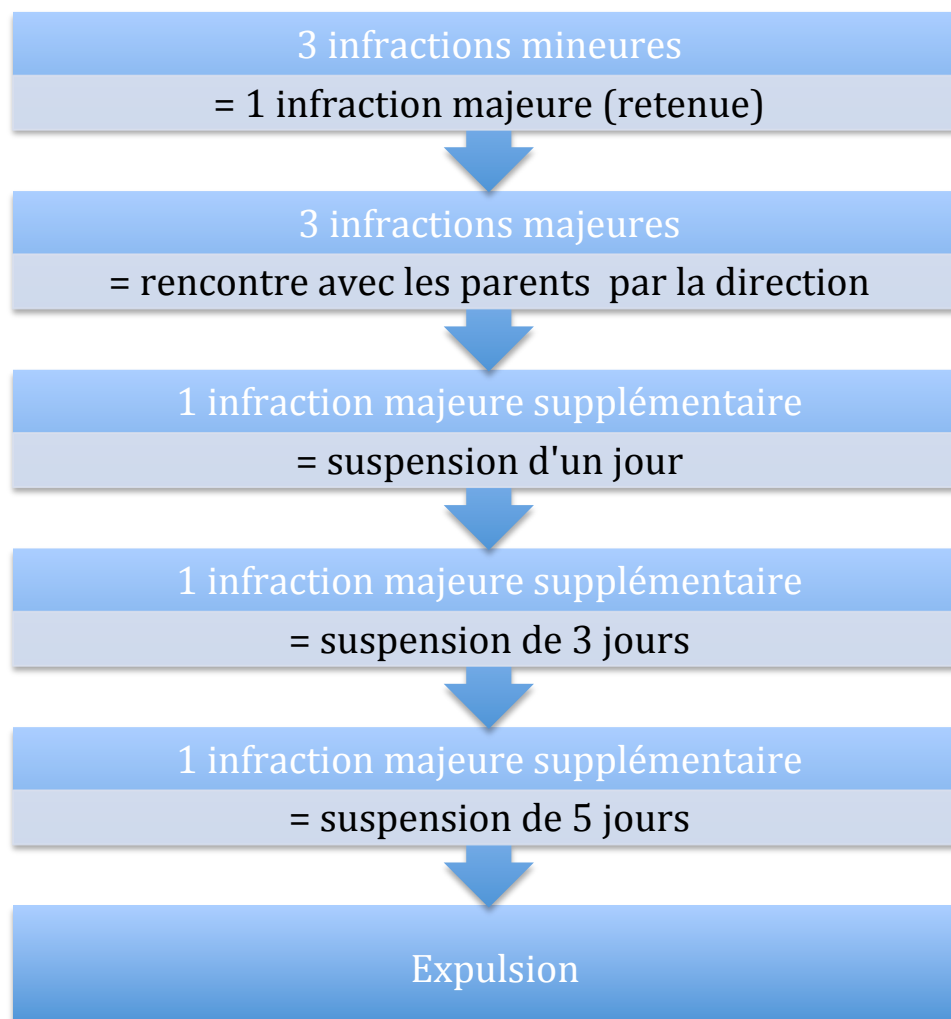 3 infractions mineures
= 1 infraction majeure (retenue)
3 infractions majeures
= rencontre avec les parents  par la direction
1 infraction majeure supplémentaire
= suspension d'un jour
1 infraction majeure supplémentaire
= suspension de 3 jours
1 infraction majeure supplémentaire
= suspension de 5 jours
Expulsion